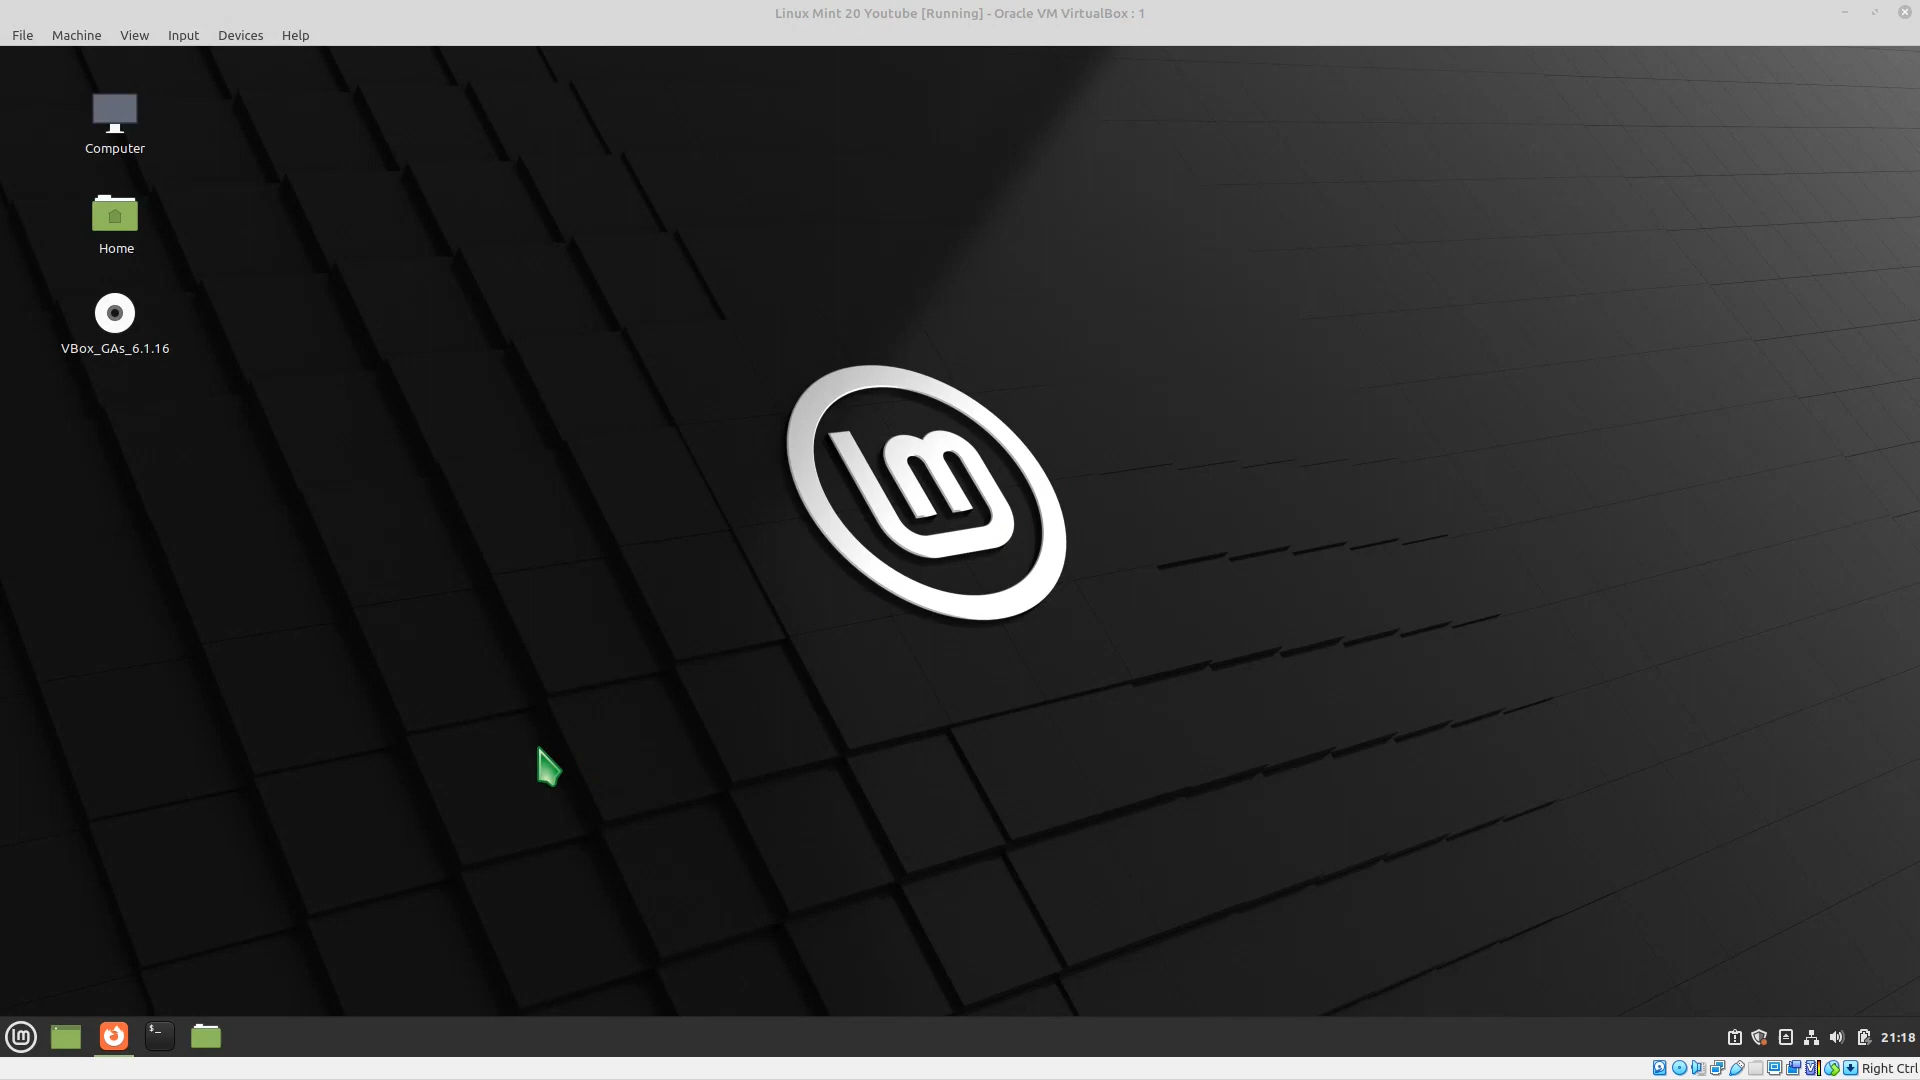 Linux Mint 20 Youtube [Running] - Oracle VM VirtualBox : 1
File Machine View Input Devices Help
Computer
Home
VBox_GAs_6.1.16
lm
$_
21:18
Right Ctrl